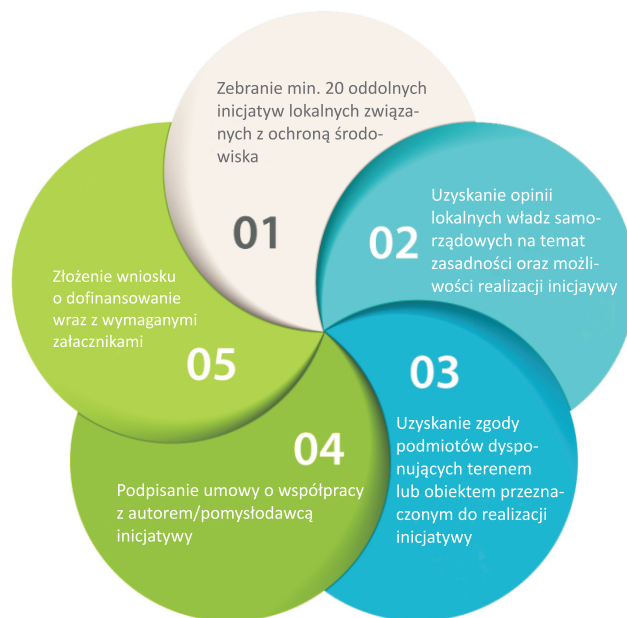 Zebranie min. 20 oddolnych
inicjatyw lokalnych związa-
nych z ochroną środo-
wiska
01
Uzyskanie opinii
lokalnych władz samo-
rządowych na temat
zasadności oraz możli-
wości realizacji inicjaywy
02
03
Uzyskanie zgody
podmiotów dyspo-
nujących terenem
lub obiektem przezna-
czonym do realizacji
inicjatywy
04
Podpisanie umowy o współpracy
z autorem/pomysłodawcą
inicjatywy
Złożenie wniosku
o dofinansowanie
wraz z wymaganymi
załacznikami
05